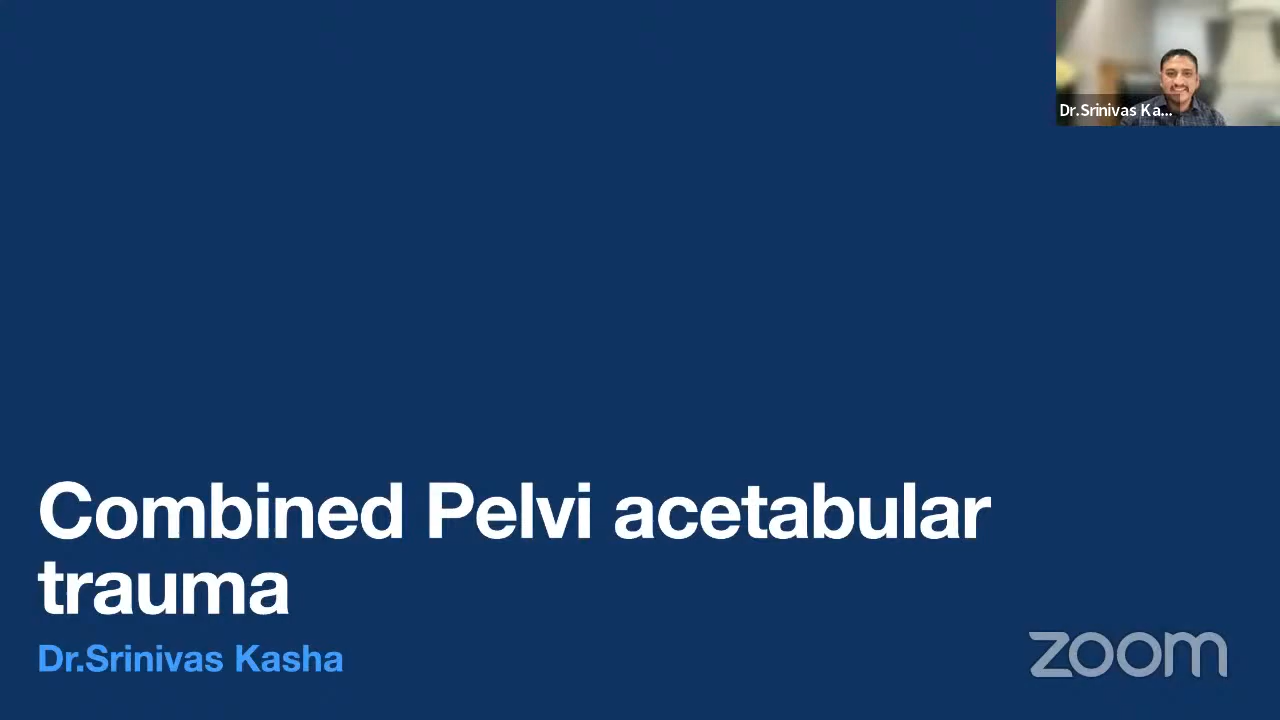 Dr.Srinivas Ka...
Combined Pelvi acetabular
trauma
Dr.Srinivas Kasha
zoom